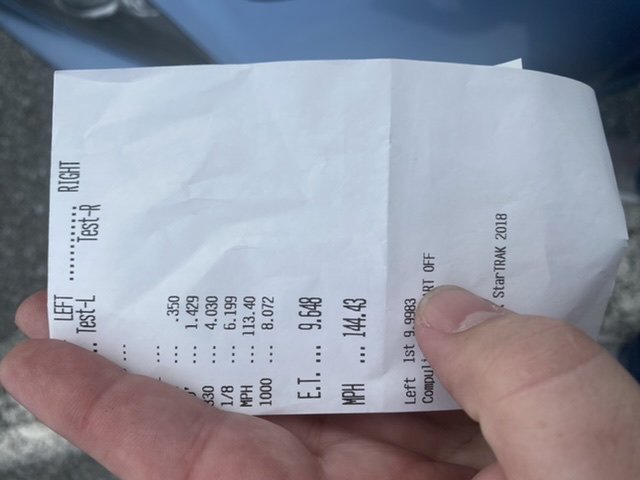 LEFT ............ RIGHT
... Test-L Test-R
...
... .350
... 1.429
... 4.030
1/8 ... 6.199
MPH ... 113.40
1000 ... 8.072
E.T. ... 9.648
MPH ... 144.43
Left 1st 9.9983
OFF
StarTRAK 2018